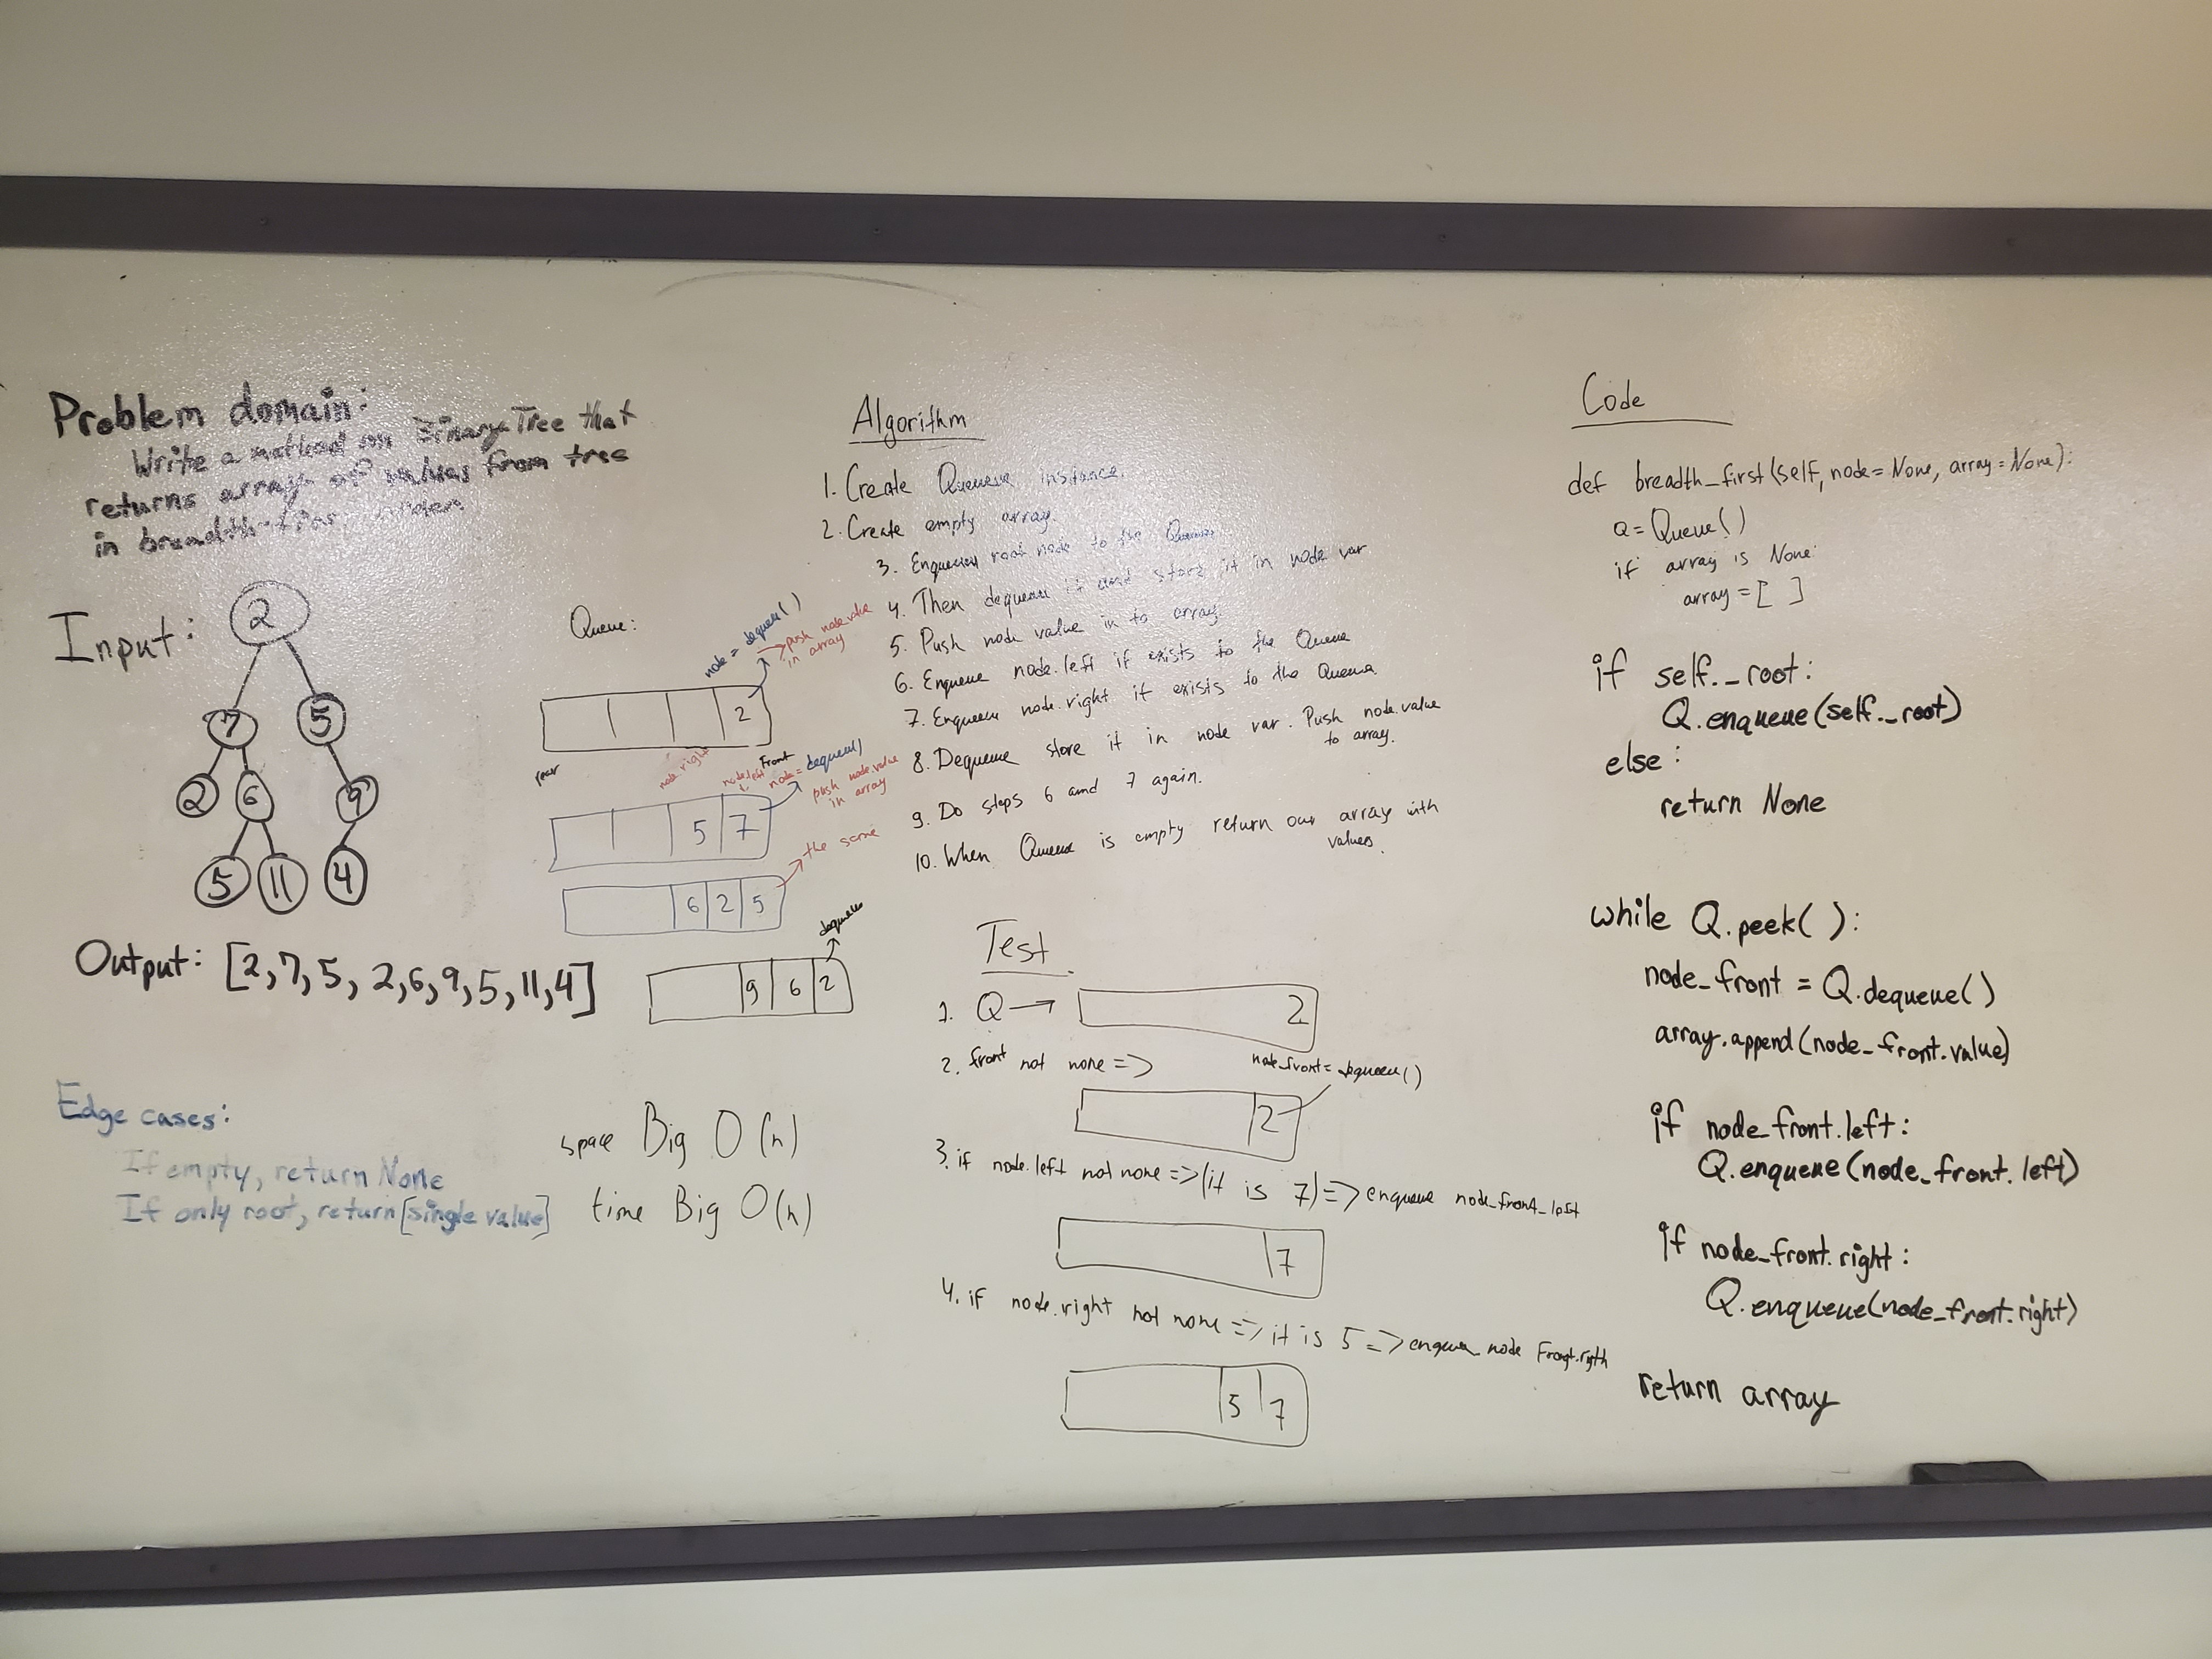 Problem domain:
Write a method on Binary Tree that
returns array of values from tree
in breadth-first manner.
Input:
2
7 5
2 6 9
5 11 4
Output: [2,7,5,2,6,9,5,11,4]
Edge cases:
If empty, return None
If only root, return [single value]
space Big O(n)
time Big O(n)
Queue:
2
node = dequeue()
push node.value
in array
rear
node.right
5 7
node.left
Front
node = dequeue()
push node.value
in array
6 2 5
the same
9 6 2
dequeue
Algorithm
1. Create Queue instance.
2. Create empty array.
3. Enqueue root node to the Queue
4. Then dequeue it and store it in node var
5. Push node value in to array
6. Enqueue node.left if exists to the Queue
7. Enqueue node.right if exists to the Queue.
8. Dequeue store it in node var. Push node.value
to array.
9. Do steps 6 and 7 again.
10. When Queue is empty return our array with
values.
Test
1. Q →
2
2. front not none =>
2
node_front = dequeue()
3. if node.left not none => (it is 7) => enqueue node_front_left
7
4. if node.right not none => it is 5 => enqueue node front.rigth
5 7
Code
def breadth_first(self, node=None, array=None):
Q = Queue()
if array is None:
array = [ ]
if self._root:
Q.enqueue(self._root)
else:
return None
while Q.peek():
node_front = Q.dequeue()
array.append(node_front.value)
if node_front.left:
Q.enqueue(node_front.left)
if node_front.right:
Q.enqueue(node_front.right)
return array